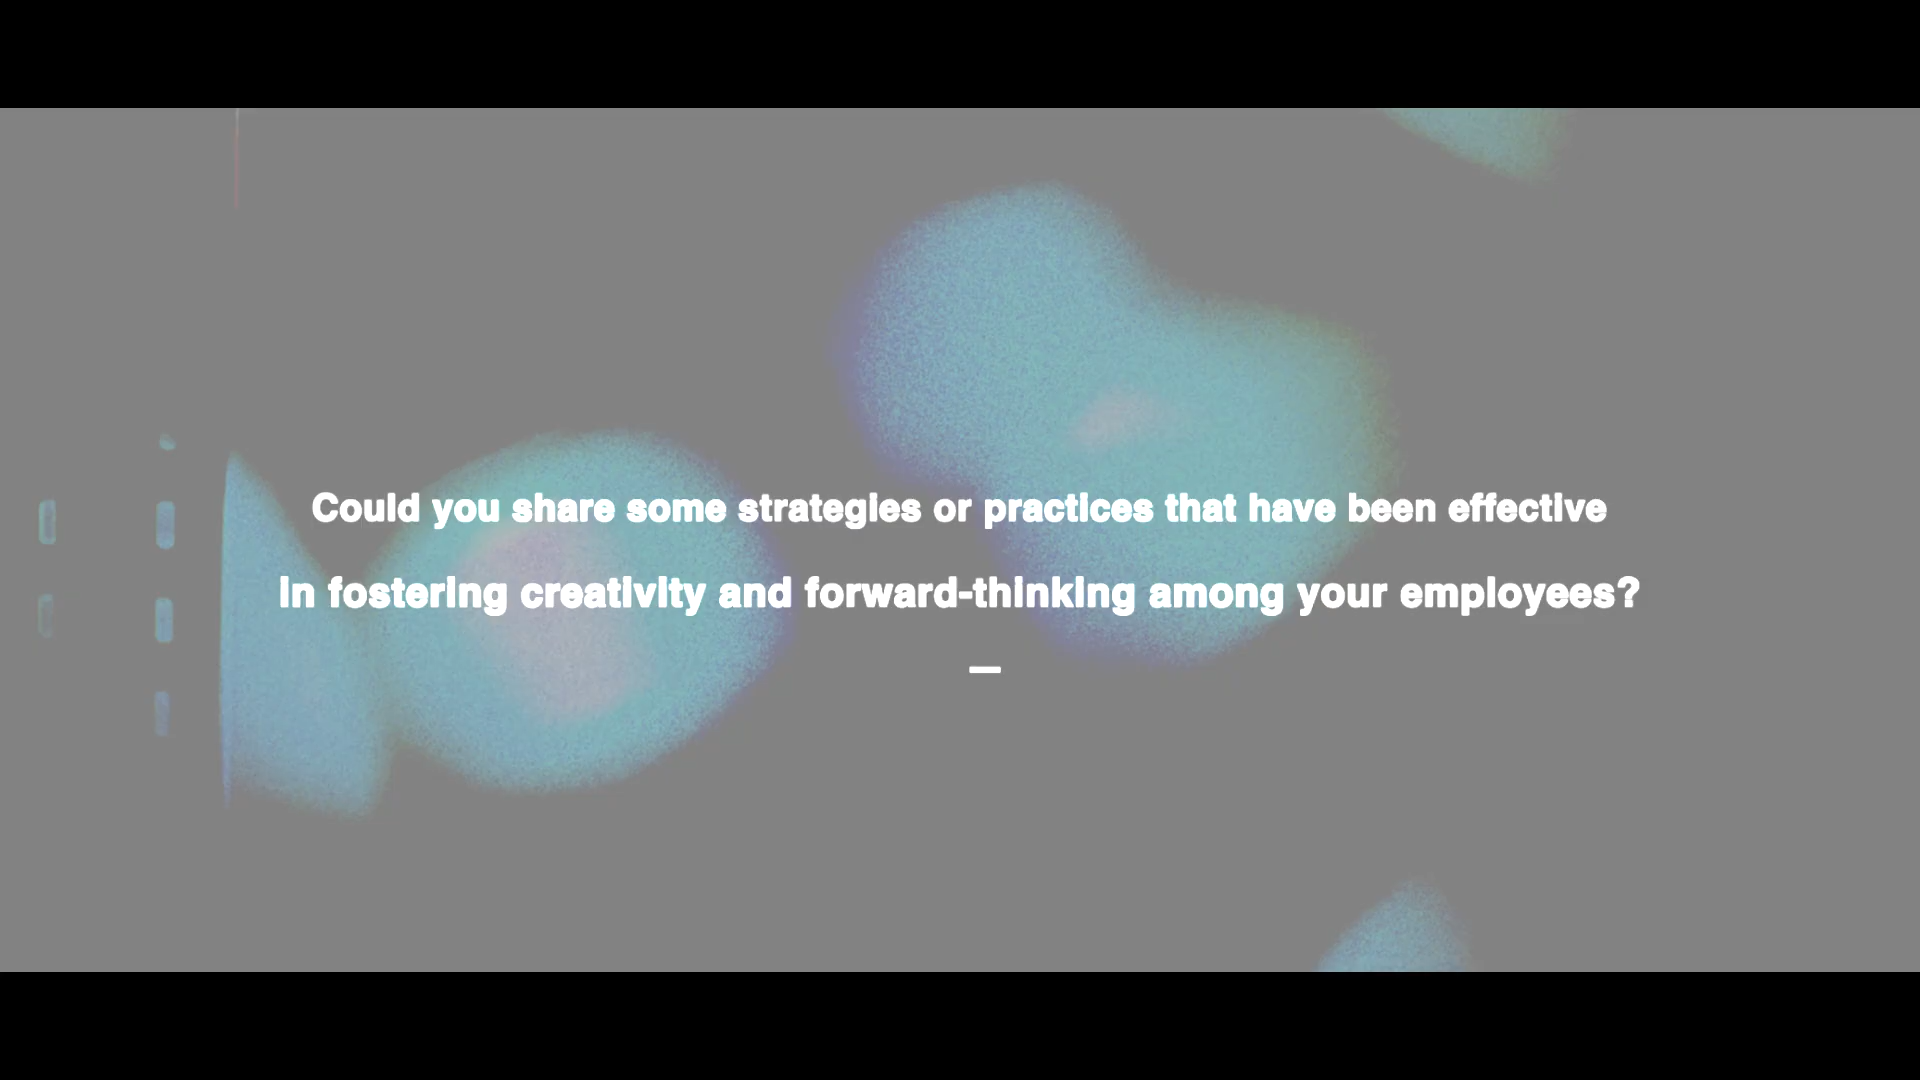 Could you share some strategies or practices that have been effective
in fostering creativity and forward-thinking among your employees?
—